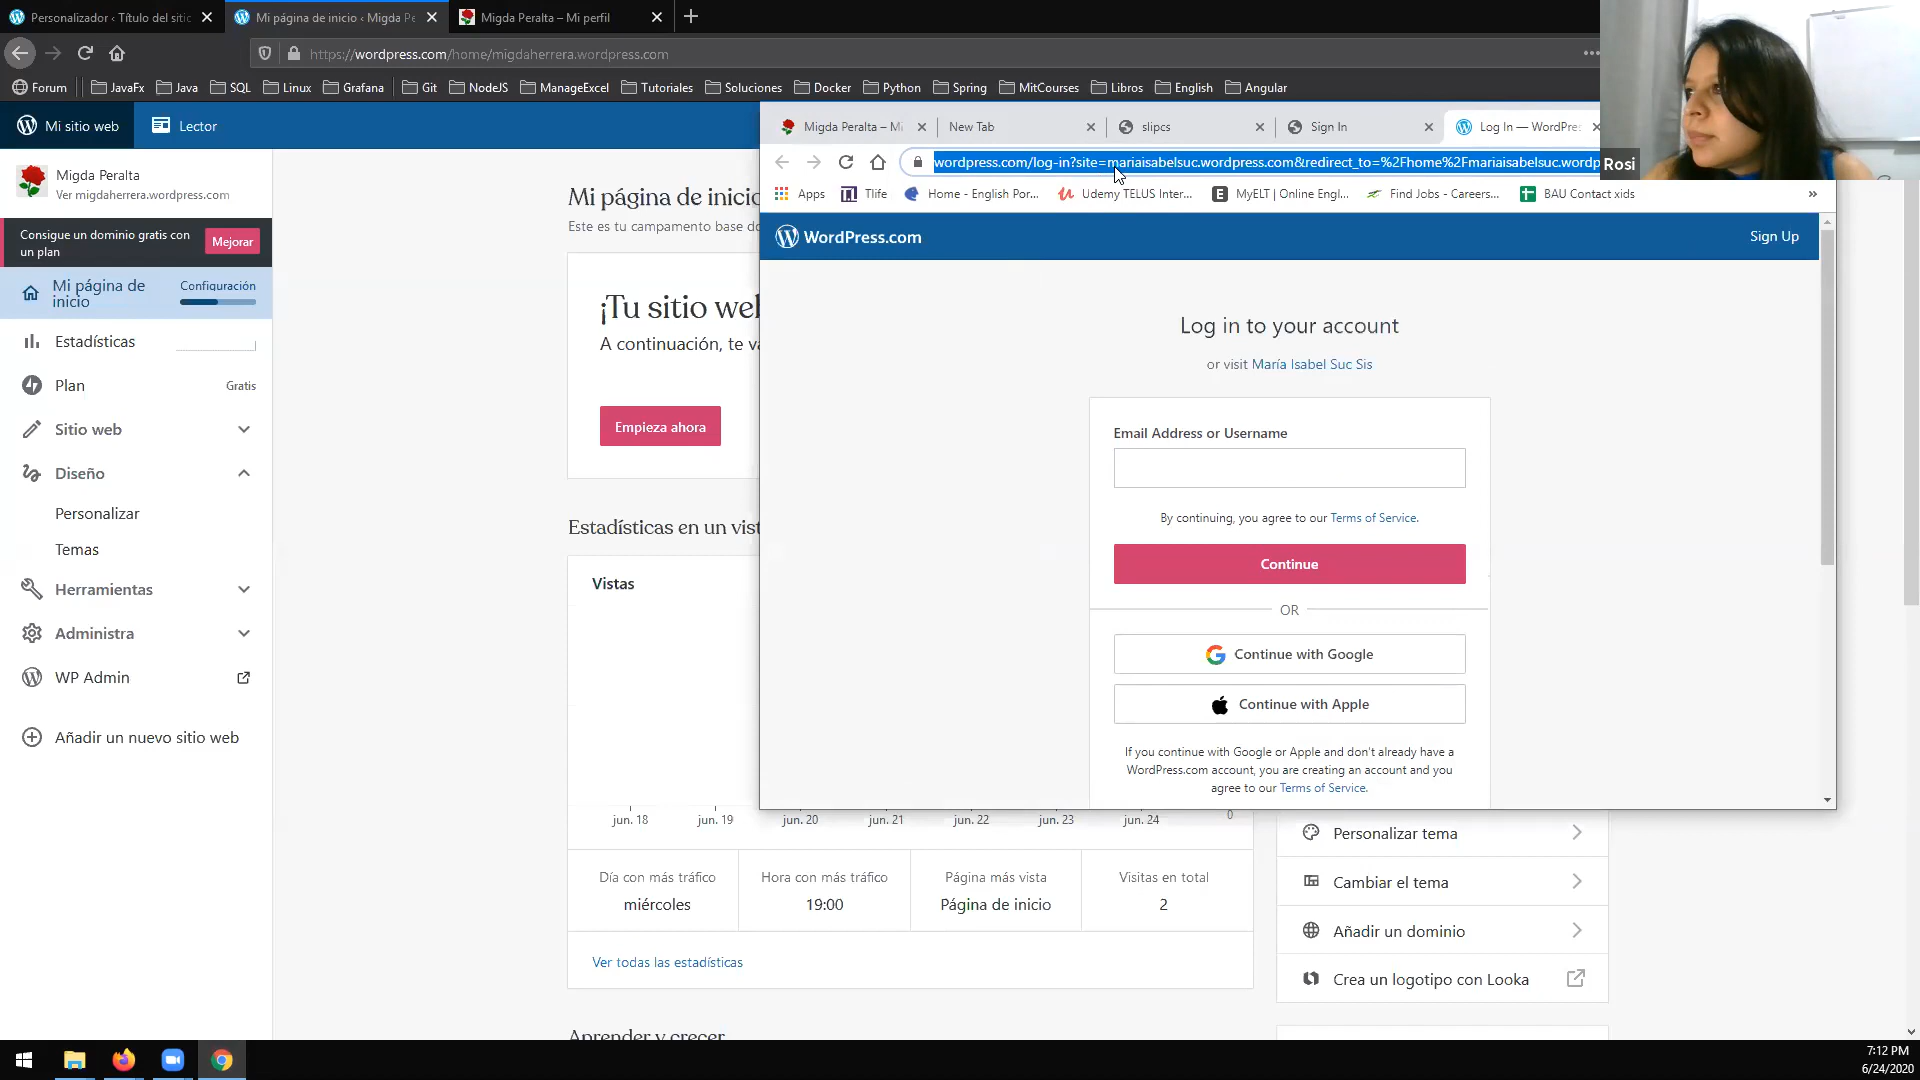 Personalizador ‹ Título del sitio
Mi página de inicio ‹ Migda Pe
Migda Peralta – Mi perfil
https://wordpress.com/home/migdaherrera.wordpress.com
Forum
JavaFx
Java
SQL
Linux
Grafana
Git
NodeJS
ManageExcel
Tutoriales
Soluciones
Docker
Python
Spring
MitCourses
Libros
English
Angular
Mi sitio web
Lector
Migda Peralta
Ver migdaherrera.wordpress.com
Consigue un dominio gratis con
un plan
Mejorar
Mi página de
inicio
Configuración
Estadísticas
Plan
Gratis
Sitio web
Diseño
Personalizar
Temas
Herramientas
Administra
WP Admin
Añadir un nuevo sitio web
Mi página de inicio
Este es tu campamento base de
¡Tu sitio web
A continuación, te va
Empieza ahora
Estadísticas en un vist
Vistas
jun. 18
jun. 19
jun. 20
jun. 21
jun. 22
jun. 23
jun. 24
0
Día con más tráfico
miércoles
Hora con más tráfico
19:00
Página más vista
Página de inicio
Visitas en total
2
Ver todas las estadísticas
Aprender y crecer
Migda Peralta – Mi
New Tab
slipcs
Sign In
Log In — WordPres
wordpress.com/log-in?site=mariaisabelsuc.wordpress.com&redirect_to=%2Fhome%2Fmariaisabelsuc.wordp
Rosi
Apps
Tlife
Home - English Por...
Udemy TELUS Inter...
MyELT | Online Engl...
Find Jobs - Careers...
BAU Contact xids
»
WordPress.com
Sign Up
Log in to your account
or visit María Isabel Suc Sis
Email Address or Username
By continuing, you agree to our Terms of Service.
Continue
OR
Continue with Google
Continue with Apple
If you continue with Google or Apple and don't already have a
WordPress.com account, you are creating an account and you
agree to our Terms of Service.
Personalizar tema
Cambiar el tema
Añadir un dominio
Crea un logotipo con Looka
7:12 PM
6/24/2020